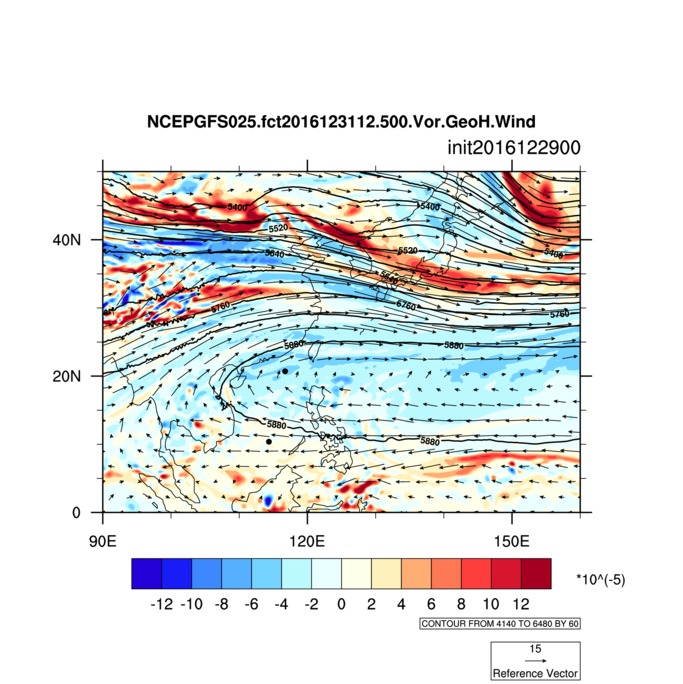 NCEPGFS025.fct2016123112.500.Vor.GeoH.Wind
init2016122900
5400
5400
5520
5520
5400
5640
5640
5760
5760
5760
5880
5880
5880
5880
40N
20N
0
90E 120E 150E
-12 -10 -8 -6 -4 -2 0 2 4 6 8 10 12
*10^(-5)
CONTOUR FROM 4140 TO 6480 BY 60
15
Reference Vector